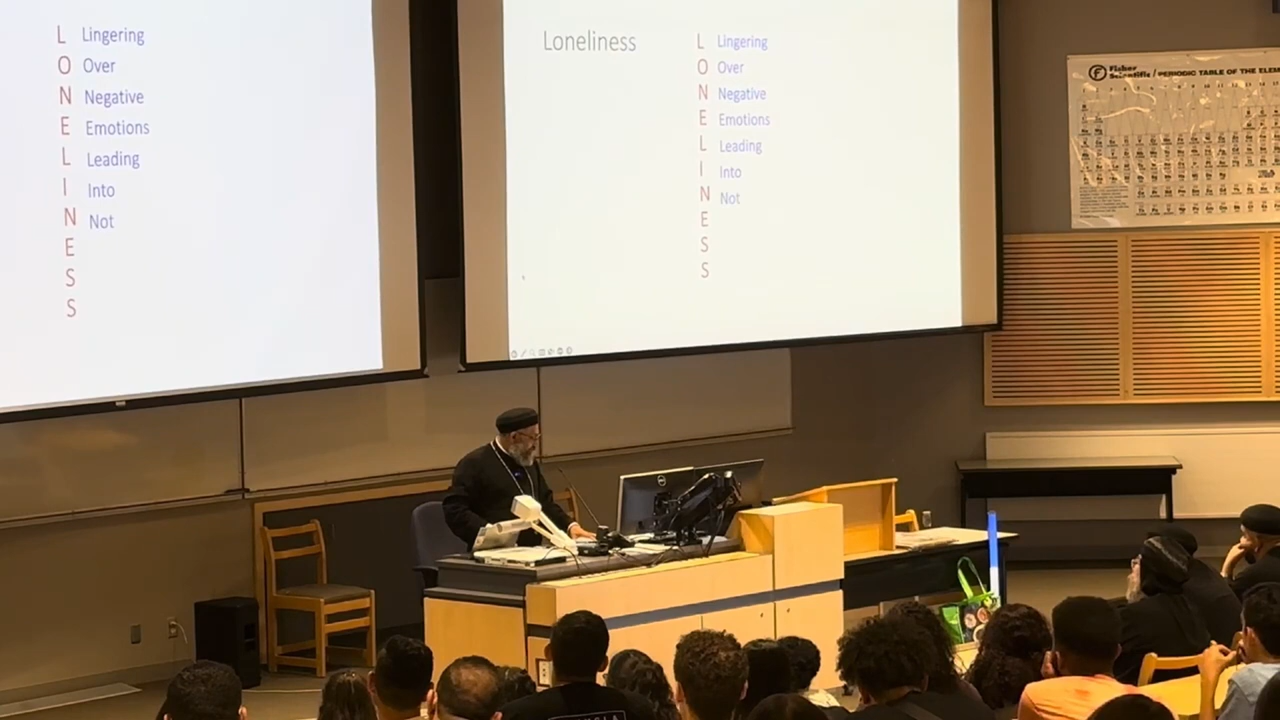 L Lingering
O Over
N Negative
E Emotions
L Leading
I Into
N Not
E
S
S
Loneliness
L Lingering
O Over
N Negative
E Emotions
L Leading
I Into
N Not
E
S
S
Fisher Scientific / PERIODIC TABLE OF THE ELEM
DELL